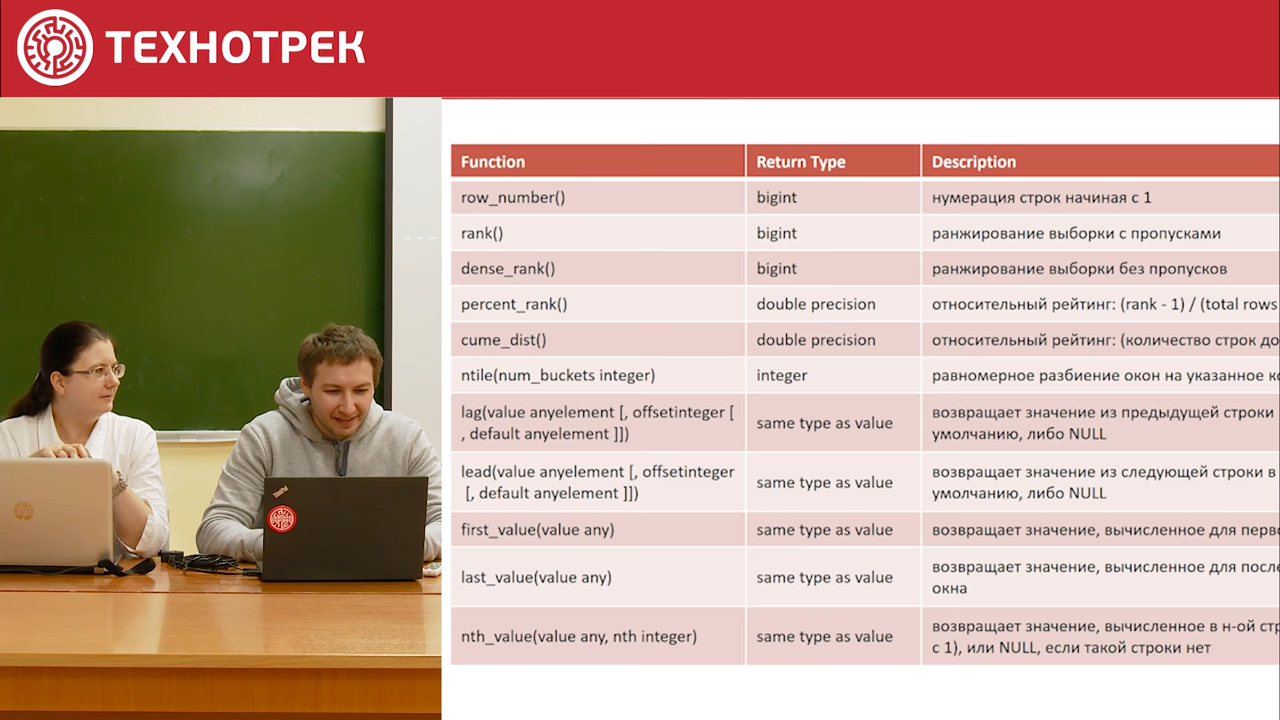 ТЕХНОТРЕК
Function Return Type Description
row_number() bigint нумерация строк начиная с 1
rank() bigint ранжирование выборки с пропусками
dense_rank() bigint ранжирование выборки без пропусков
percent_rank() double precision относительный рейтинг: (rank - 1) / (total rows
cume_dist() double precision относительный рейтинг: (количество строк до
ntile(num_buckets integer) integer равномерное разбиение окон на указанное
lag(value anyelement [, offsetinteger [
, default anyelement ]]) same type as value возвращает значение из предыдущей строки
умолчанию, либо NULL
lead(value anyelement [, offsetinteger
[, default anyelement ]]) same type as value возвращает значение из следующей строки в
умолчанию, либо NULL
first_value(value any) same type as value возвращает значение, вычисленное для
last_value(value any) same type as value возвращает значение, вычисленное для
окна
nth_value(value any, nth integer) same type as value возвращает значение, вычисленное в н-ой
с 1), или NULL, если такой строки нет
ThinkPad
hp